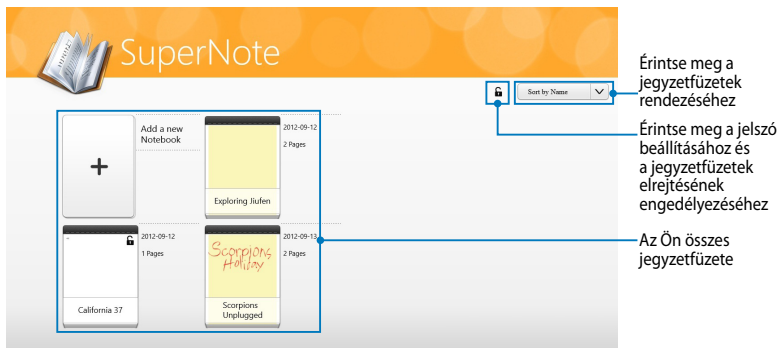 SuperNote
Sort by Name
Érintse meg a
jegyzetfüzetek
rendezéséhez
Érintse meg a jelszó
beállításához és
a jegyzetfüzetek
elrejtésének
engedélyezéséhez
Az Ön összes
jegyzetfüzete
Add a new
Notebook
2012-09-12
2 Pages
Exploring Jiufen
2012-09-12
1 Pages
California 37
2012-09-13
2 Pages
Scorpions
Holiday
Scorpions
Unplugged